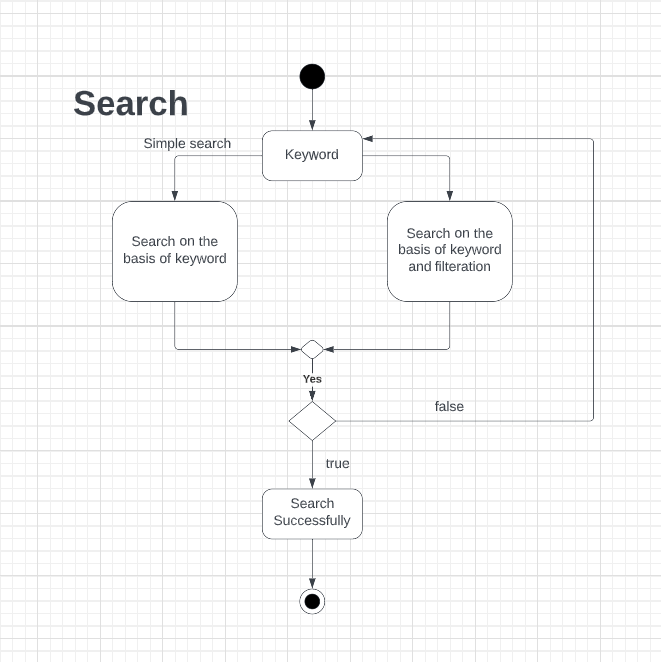 Search
Simple search
Keyword
Search on the
basis of keyword
Search on the
basis of keyword
and filteration
Yes
false
true
Search
Successfully